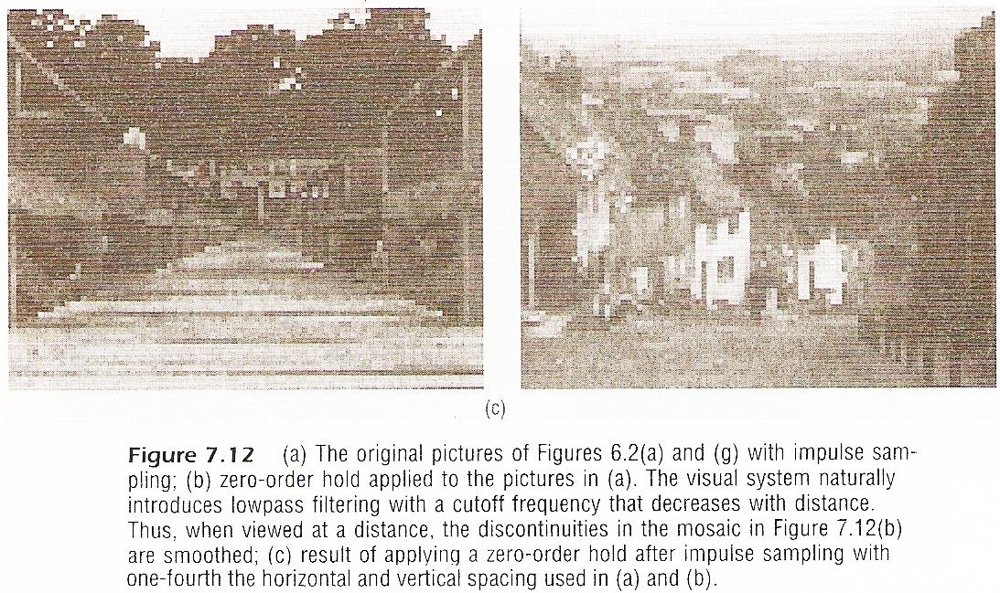 (c)
Figure 7.12 (a) The original pictures of Figures 6.2(a) and (g) with impulse sam-
pling; (b) zero-order hold applied to the pictures in (a). The visual system naturally
introduces lowpass filtering with a cutoff frequency that decreases with distance.
Thus, when viewed at a distance, the discontinuities in the mosaic in Figure 7.12(b)
are smoothed; (c) result of applying a zero-order hold after impulse sampling with
one-fourth the horizontal and vertical spacing used in (a) and (b).